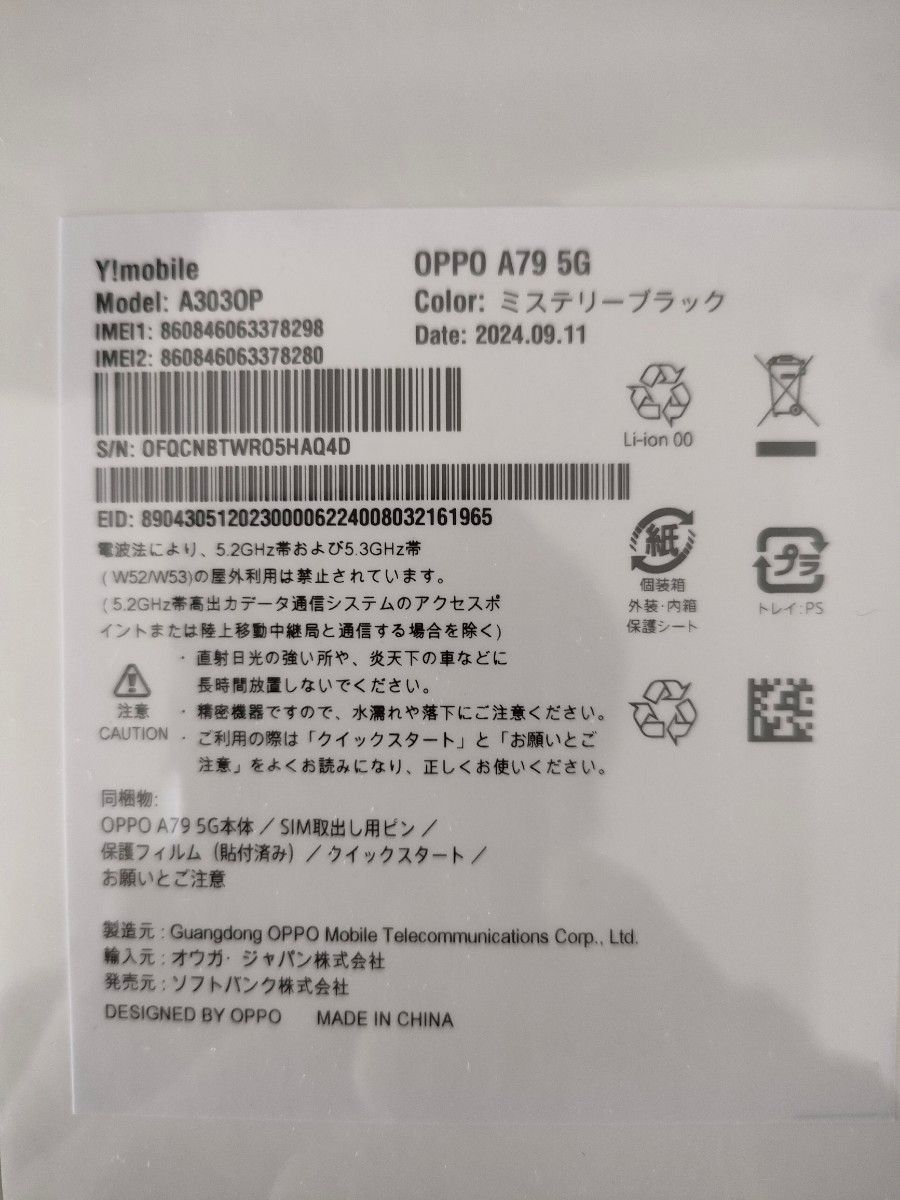 Y!mobile
OPPO A79 5G
Model: A303OP
Color: ミステリーブラック
IMEI1: 860846063378298
Date: 2024.09.11
IMEI2: 860846063378280
S/N: OFQCNBTWRO5HAQ4D
Li-ion 00
EID: 89043051202300006224008032161965
電波法により、5.2GHz帯および5.3GHz帯
(W52/W53)の屋外利用は禁止されています。
(5.2GHz帯高出力データ通信システムのアクセスポ
イントまたは陸上移動中継局と通信する場合を除く)
紙
個装箱
外装・内箱
保護シート
プラ
トレイ:PS
注意
CAUTION
・直射日光の強い所や、炎天下の車などに
長時間放置しないでください。
・精密機器ですので、水濡れや落下にご注意ください。
・ご利用の際は「クイックスタート」と「お願いとご
注意」をよくお読みになり、正しくお使いください。
同梱物:
OPPO A79 5G本体／SIM取出し用ピン／
保護フィルム（貼付済み）／クイックスタート／
お願いとご注意
製造元 : Guangdong OPPO Mobile Telecommunications Corp., Ltd.
輸入元 : オウガ・ジャパン株式会社
発売元 : ソフトバンク株式会社
DESIGNED BY OPPO MADE IN CHINA